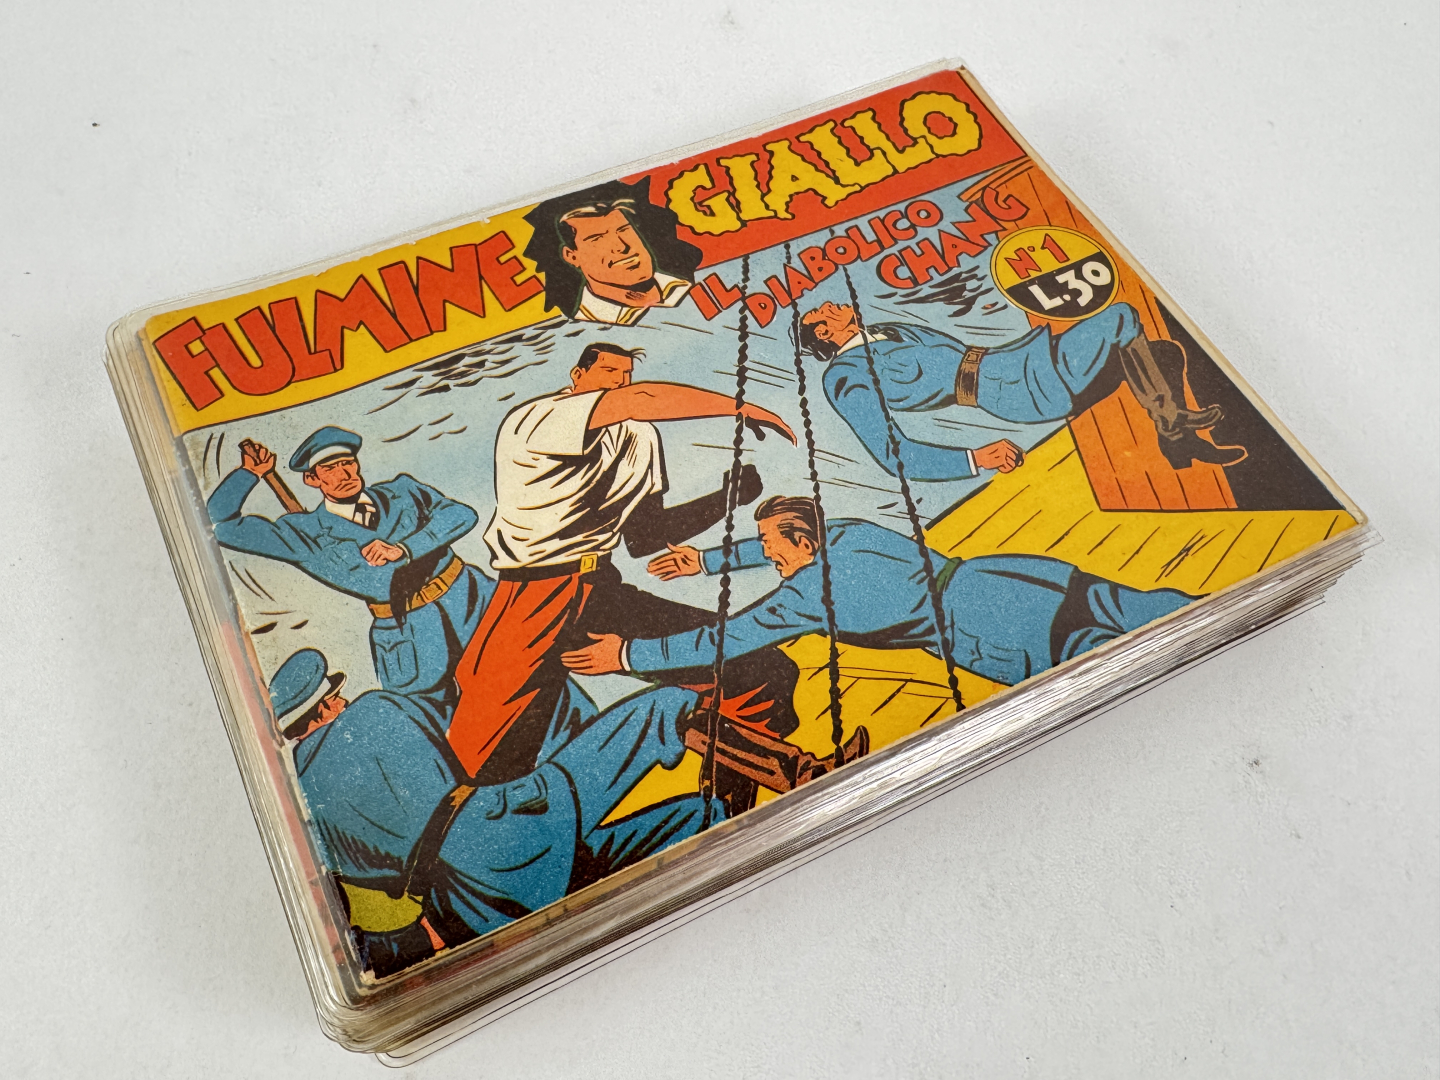 FULMINE
GIALLO
IL DIABOLICO
CHANG
N°1
L.30